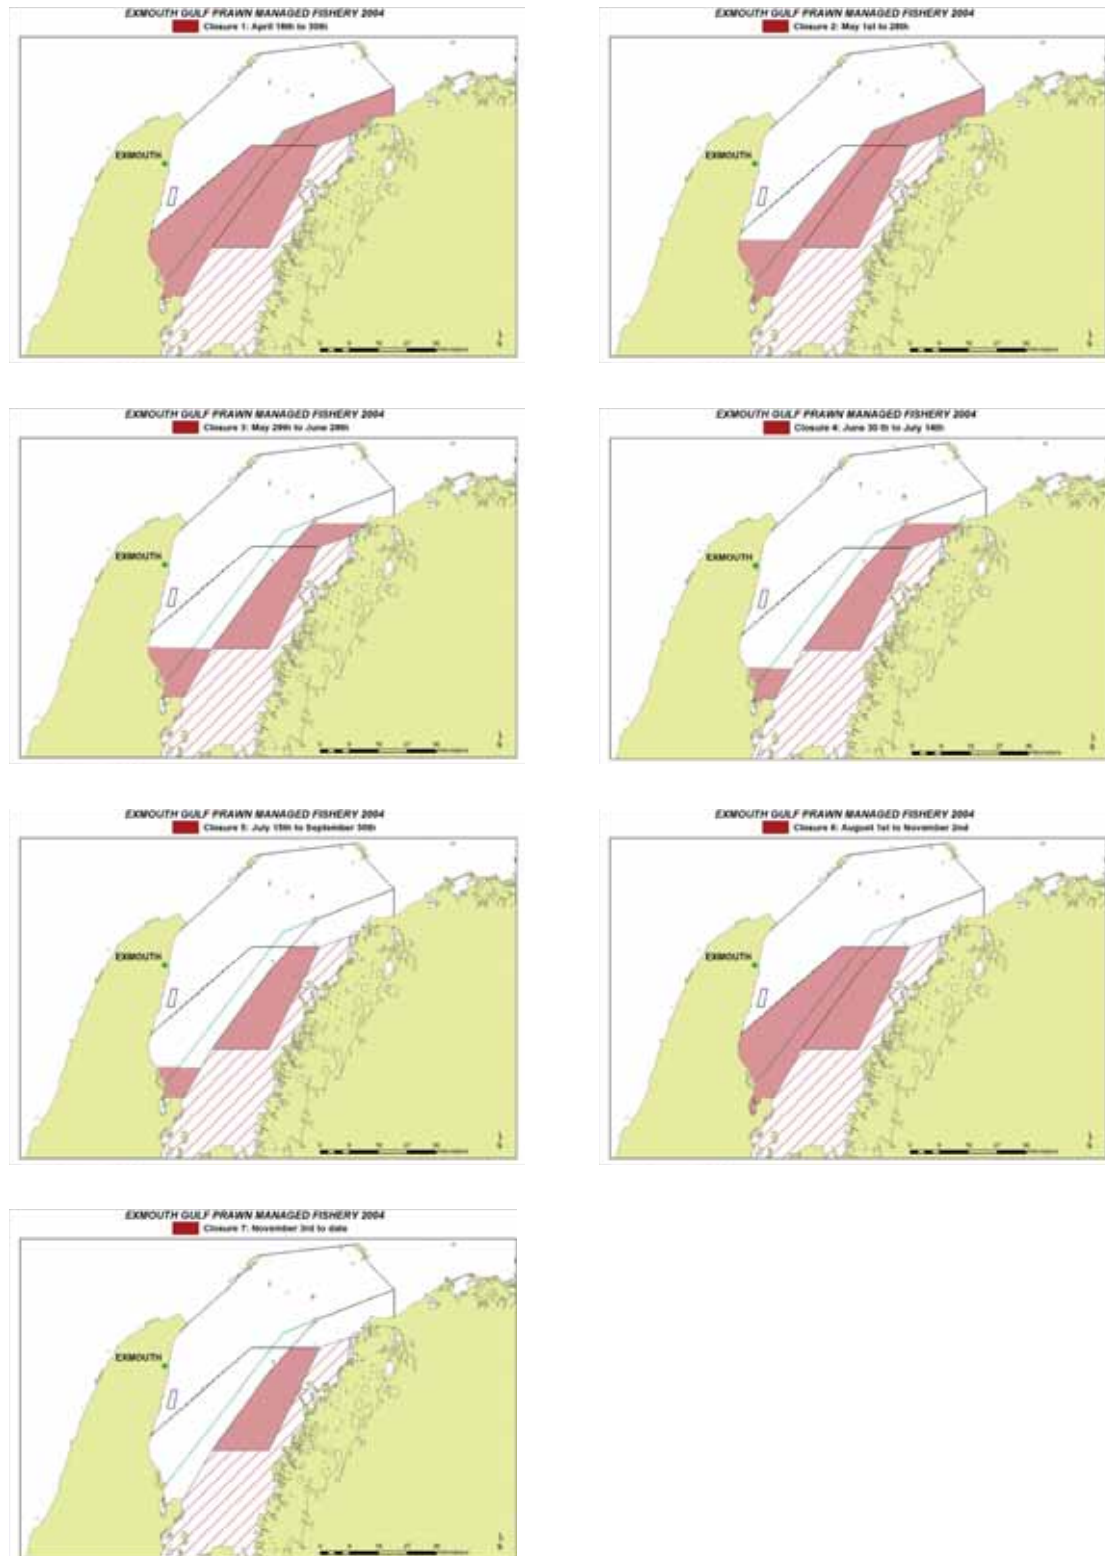 EXMOUTH GULF PRAWN MANAGED FISHERY 2004
Closure 1: April 16th to 30th
EXMOUTH
EXMOUTH GULF PRAWN MANAGED FISHERY 2004
Closure 2: May 1st to 28th
EXMOUTH
EXMOUTH GULF PRAWN MANAGED FISHERY 2004
Closure 3: May 29th to June 29th
EXMOUTH
EXMOUTH GULF PRAWN MANAGED FISHERY 2004
Closure 4: June 30 th to July 14th
EXMOUTH
EXMOUTH GULF PRAWN MANAGED FISHERY 2004
Closure 5: July 15th to September 30th
EXMOUTH
EXMOUTH GULF PRAWN MANAGED FISHERY 2004
Closure 6: August 1st to November 2nd
EXMOUTH
EXMOUTH GULF PRAWN MANAGED FISHERY 2004
Closure 7: November 3rd to date
EXMOUTH